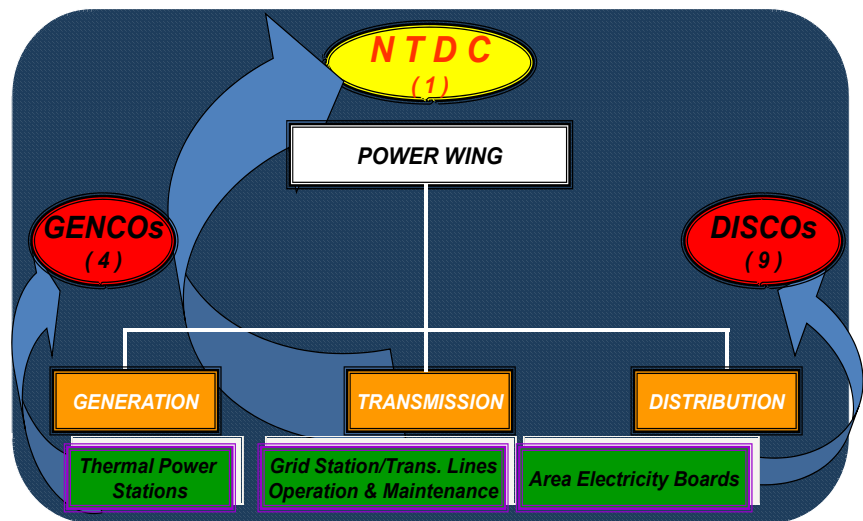 N T D C
( 1 )
POWER WING
GENCOs
( 4 )
DISCOs
( 9 )
GENERATION
TRANSMISSION
DISTRIBUTION
Thermal Power
Stations
Grid Station/Trans. Lines
Operation & Maintenance
Area Electricity Boards